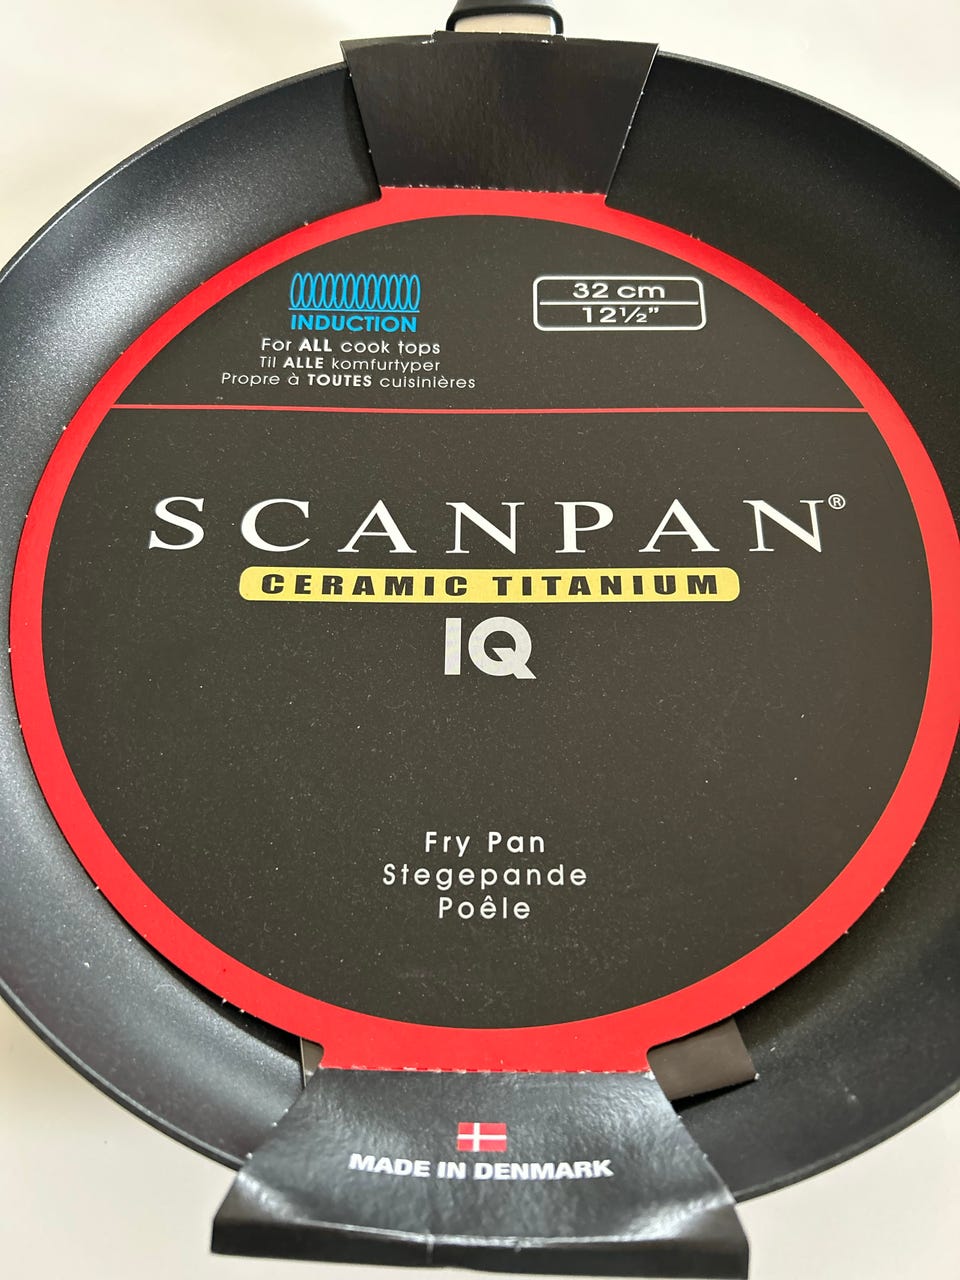 INDUCTION
For ALL cook tops
Til ALLE komfurtyper
Propre à TOUTES cuisinières
32 cm
12½”
SCANPAN®
CERAMIC TITANIUM
IQ
Fry Pan
Stegepande
Poêle
MADE IN DENMARK